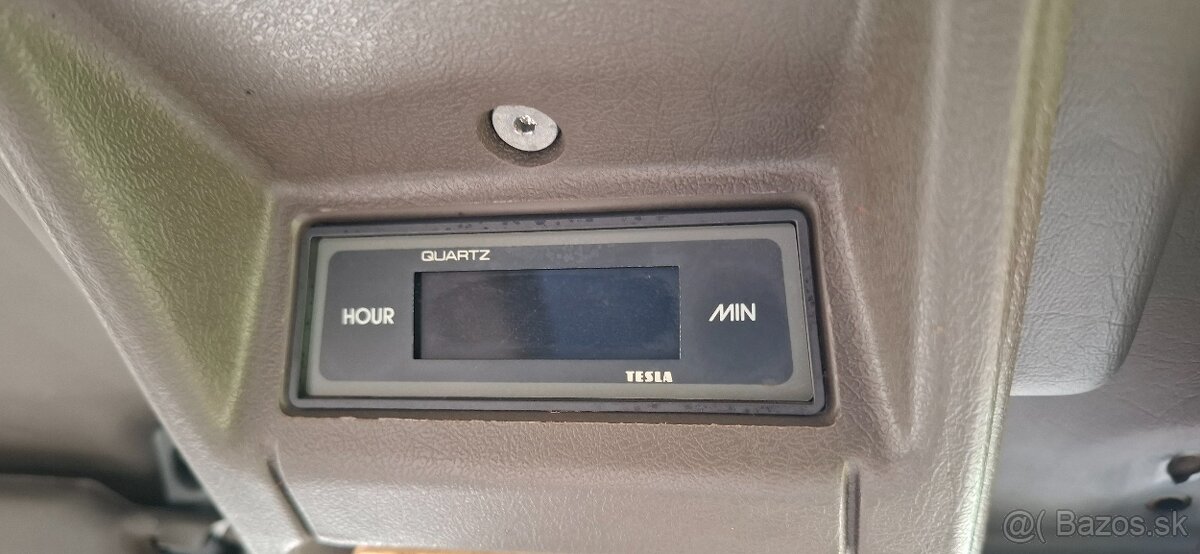 QUARTZ
HOUR
MIN
TESLA
@( Bazos.sk